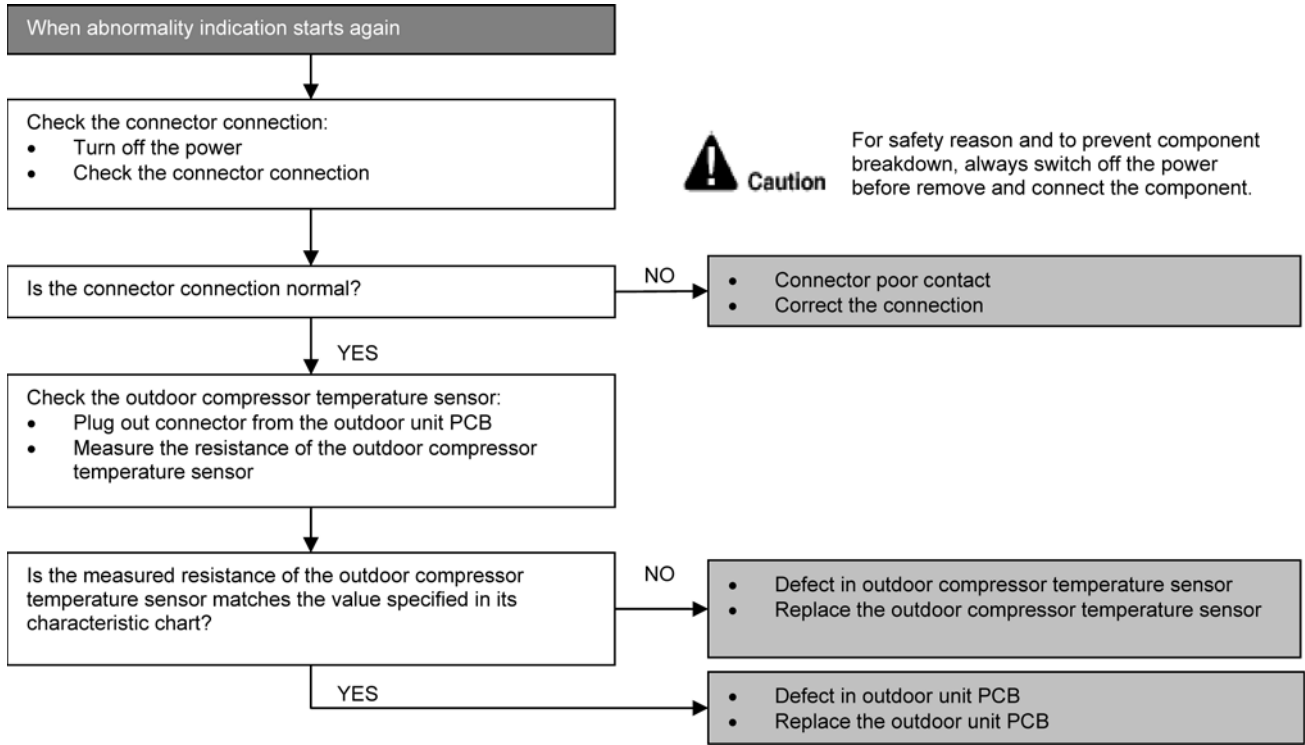 When abnormality indication starts again
Check the connector connection:
• Turn off the power
• Check the connector connection
Caution
For safety reason and to prevent component
breakdown, always switch off the power
before remove and connect the component.
Is the connector connection normal?
NO
• Connector poor contact
• Correct the connection
YES
Check the outdoor compressor temperature sensor:
• Plug out connector from the outdoor unit PCB
• Measure the resistance of the outdoor compressor
temperature sensor
Is the measured resistance of the outdoor compressor
temperature sensor matches the value specified in its
characteristic chart?
NO
• Defect in outdoor compressor temperature sensor
• Replace the outdoor compressor temperature sensor
YES
• Defect in outdoor unit PCB
• Replace the outdoor unit PCB